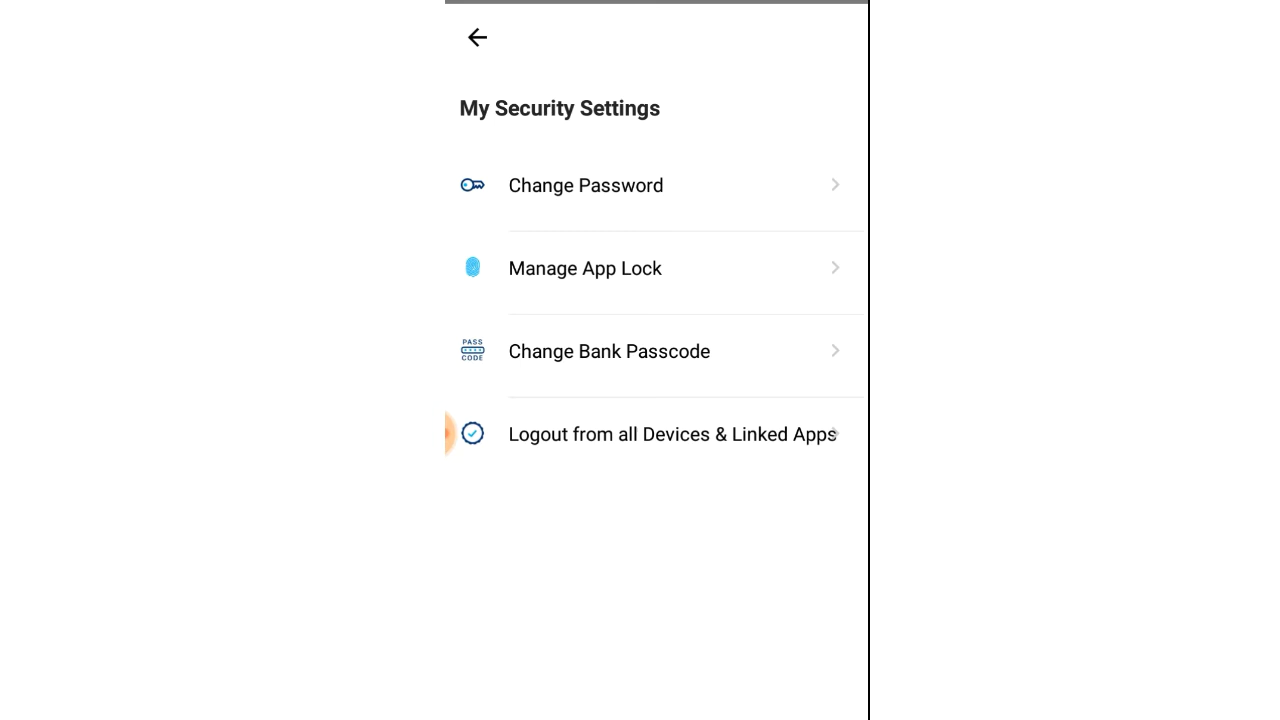 My Security Settings
Change Password
Manage App Lock
PASS
CODE
Change Bank Passcode
Logout from all Devices & Linked Apps